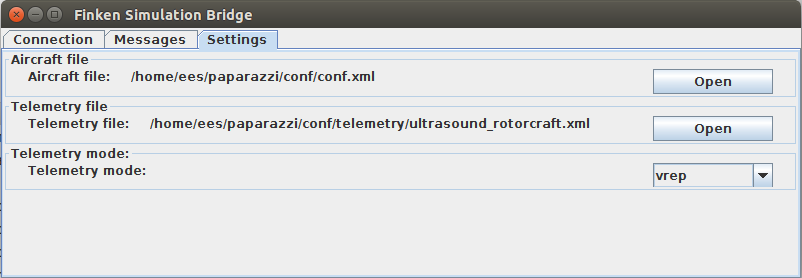 Finken Simulation Bridge
Connection Messages Settings
Aircraft file
Aircraft file: /home/ees/paparazzi/conf/conf.xml Open
Telemetry file
Telemetry file: /home/ees/paparazzi/conf/telemetry/ultrasound_rotorcraft.xml Open
Telemetry mode:
Telemetry mode: vrep